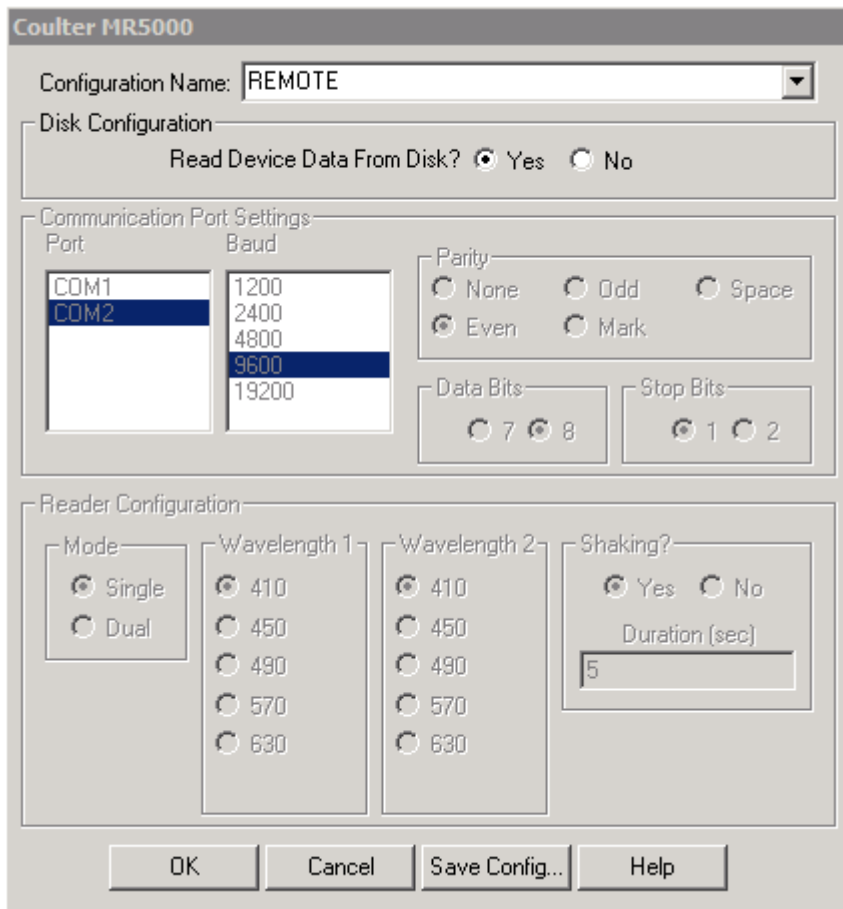 Coulter MR5000
Configuration Name: REMOTE
Disk Configuration
Read Device Data From Disk? Yes No
Communication Port Settings
Port
COM1
COM2
Baud
1200
2400
4800
9600
19200
Parity
None Odd Space
Even Mark
Data Bits
7 8
Stop Bits
1 2
Reader Configuration
Mode
Single
Dual
Wavelength 1
410
450
490
570
630
Wavelength 2
410
450
490
570
630
Shaking?
Yes No
Duration (sec)
5
OK Cancel Save Config... Help